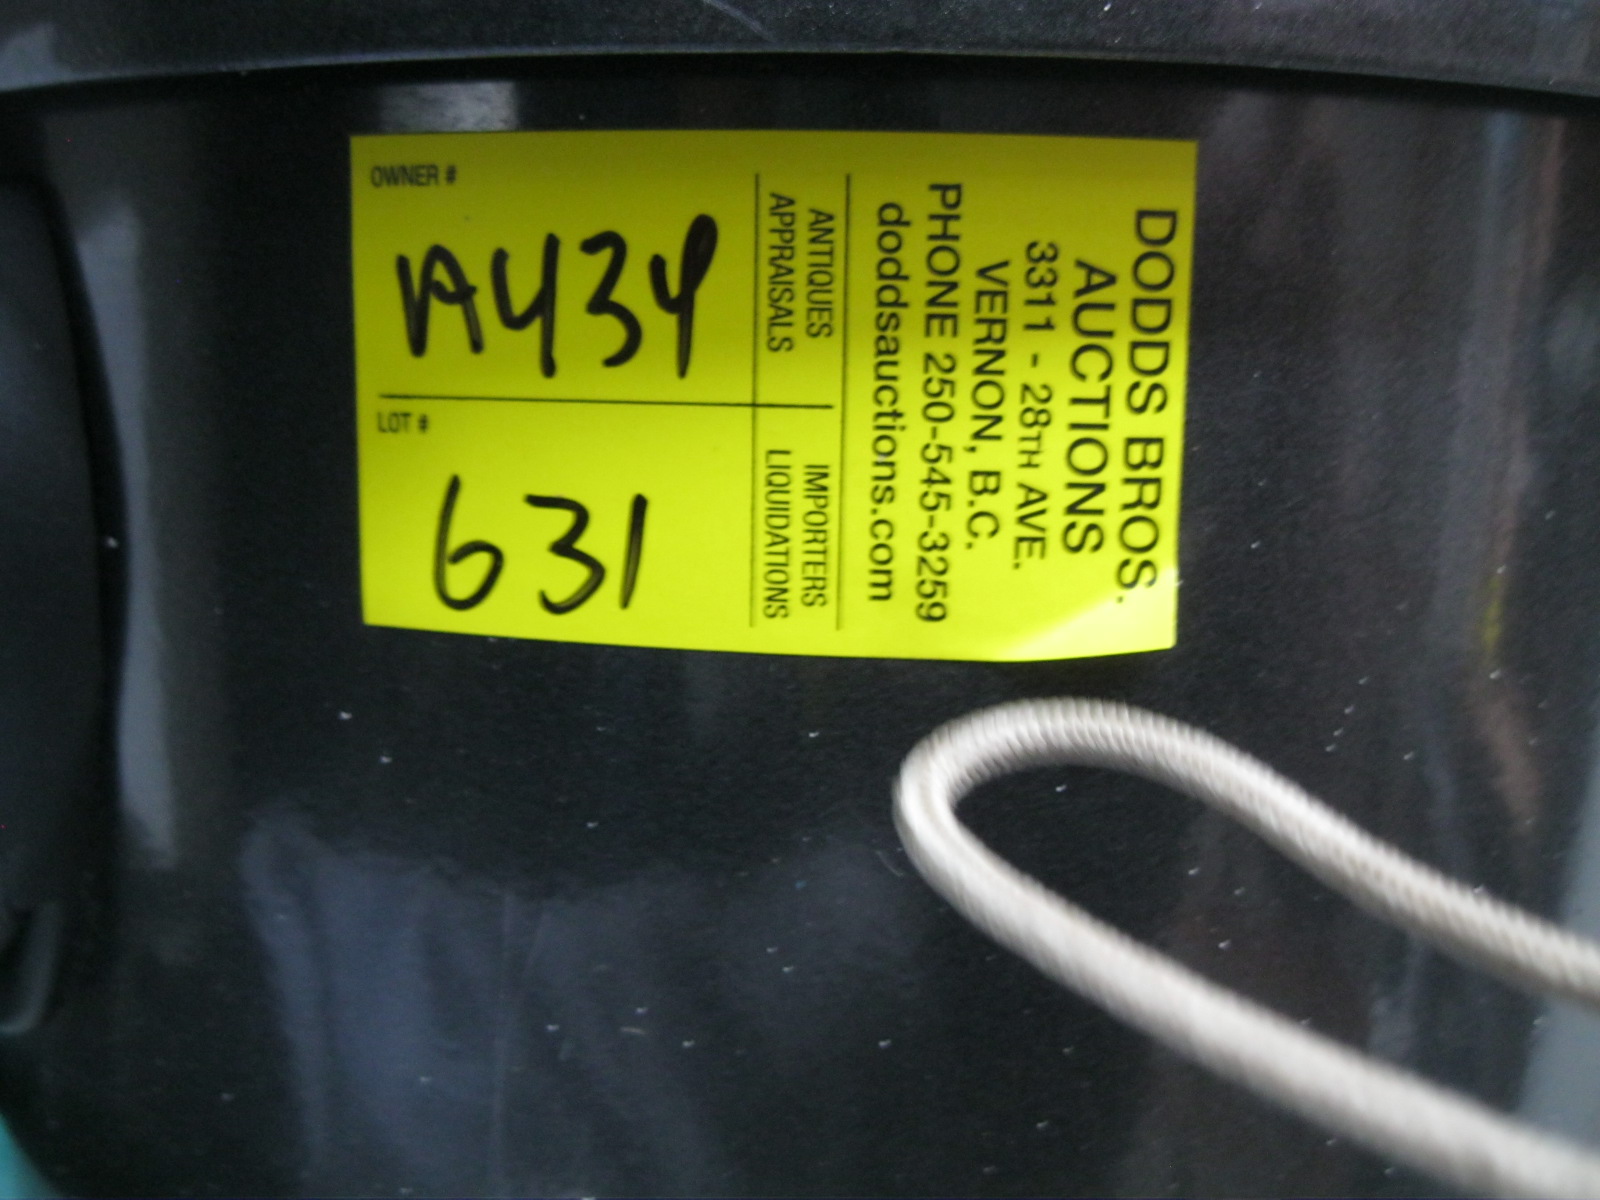 DODDS BROS.
AUCTIONS
3311 - 28TH AVE.
VERNON, B.C.
PHONE 250-545-3259
doddsauctions.com
ANTIQUES
APPRAISALS
IMPORTERS
LIQUIDATIONS
OWNER #
A434
LOT #
631